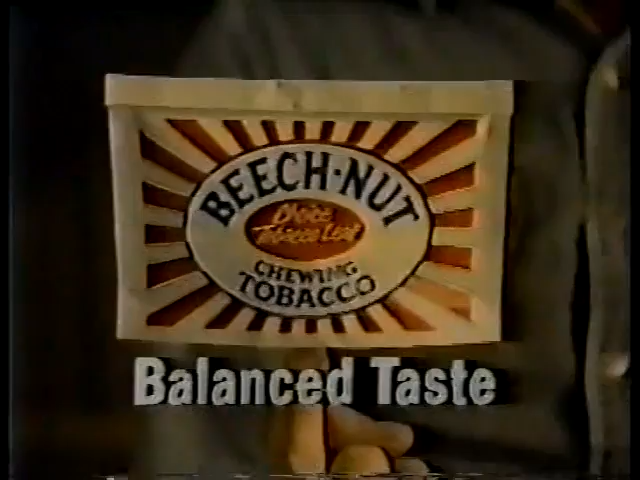 BEECH-NUT
Choice
Tobacco Leaf
CHEWING
TOBACCO
Balanced Taste